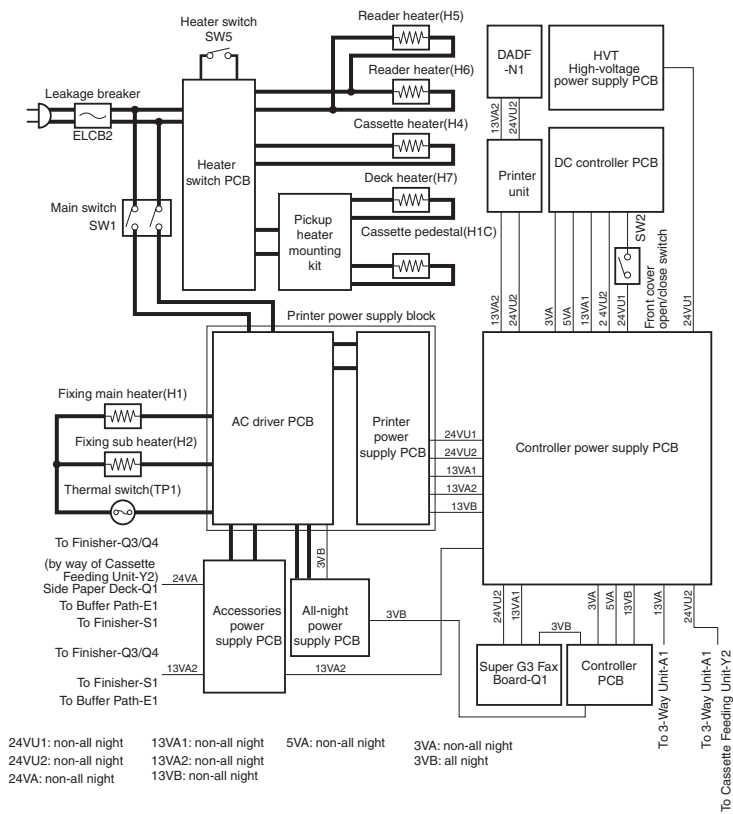 Heater switch
SW5
Reader heater(H5)
Reader heater(H6)
DADF
-N1
HVT
High-voltage
power supply PCB
Leakage breaker
ELCB2
Cassette heater(H4)
13VA2
24VU2
Heater
switch PCB
Printer
unit
DC controller PCB
Deck heater(H7)
Main switch
SW1
Pickup
heater
mounting
kit
Cassette pedestal(H1C)
SW2
Front cover
open/close switch
13VA2
24VU2
3VA
5VA
13VA1
2 4VU2
24VU1
24VU1
Printer power supply block
Fixing main heater(H1)
AC driver PCB
Printer
power
supply PCB
Controller power supply PCB
Fixing sub heater(H2)
24VU1
24VU2
13VA1
13VA2
13VB
Thermal switch(TP1)
To Finisher-Q3/Q4
(by way of Cassette
Feeding Unit-Y2)
Side Paper Deck-Q1
To Buffer Path-E1
To Finisher-S1
24VA
3VB
Accessories
power
supply PCB
All-night
power
supply PCB
3VB
24VU2
13VA1
3VA
5VA
13VB
13VA
24VU2
3VB
To Finisher-Q3/Q4
To Finisher-S1
To Buffer Path-E1
13VA2
13VA2
Super G3 Fax
Board-Q1
Controller
PCB
To 3-Way Unit-A1
To 3-Way Unit-A1
To Cassette Feeding Unit-Y2
24VU1: non-all night
24VU2: non-all night
24VA: non-all night
13VA1: non-all night
13VA2: non-all night
13VB: non-all night
5VA: non-all night
3VA: non-all night
3VB: all night